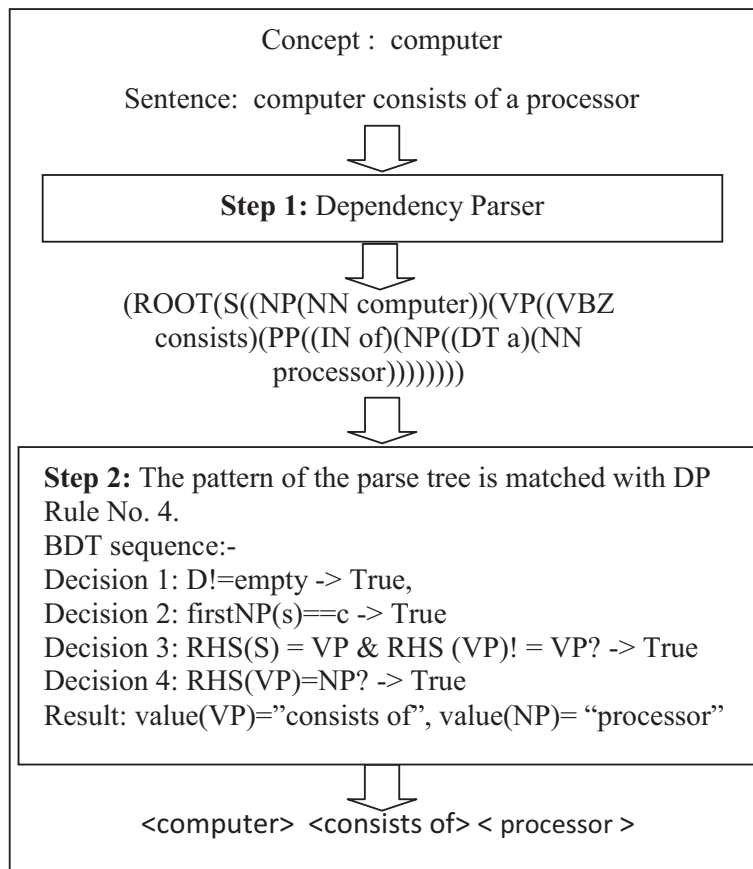 Concept : computer
Sentence: computer consists of a processor
Step 1: Dependency Parser
(ROOT(S((NP(NN computer))(VP((VBZ
consists)(PP((IN of)(NP((DT a)(NN
processor))))))))
Step 2: The pattern of the parse tree is matched with DP
Rule No. 4.
BDT sequence:-
Decision 1: D!=empty -> True,
Decision 2: firstNP(s)==c -> True
Decision 3: RHS(S) = VP & RHS (VP)! = VP? -> True
Decision 4: RHS(VP)=NP? -> True
Result: value(VP)=”consists of”, value(NP)= “processor”
<computer> <consists of> < processor >